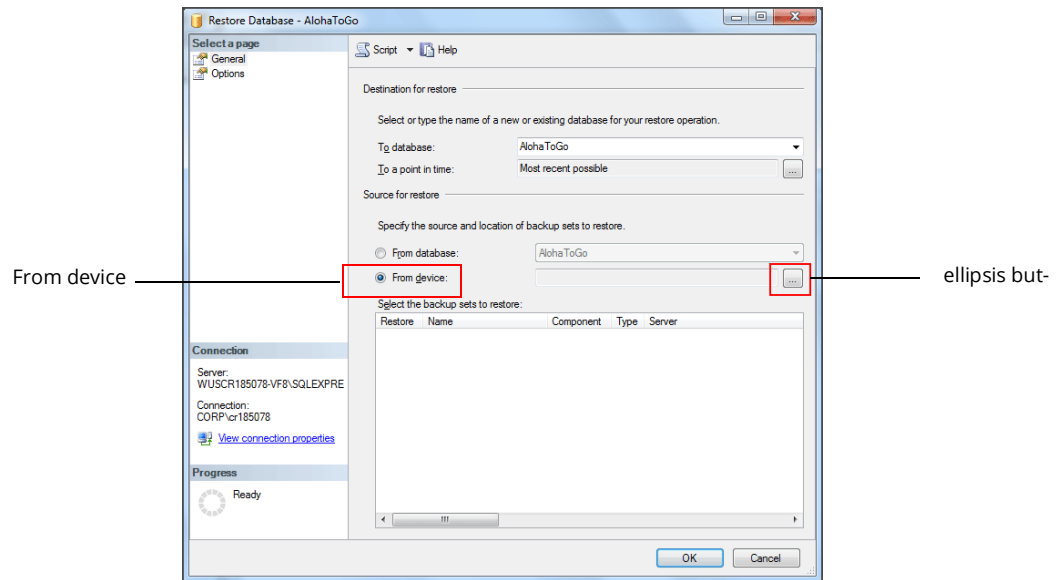 Restore Database - AlohaToGo
Select a page
General
Options
Script Help
Destination for restore
Select or type the name of a new or existing database for your restore operation.
To database: AlohaToGo
To a point in time: Most recent possible ...
Source for restore
Specify the source and location of backup sets to restore.
From database: AlohaToGo
From device: ...
From device
ellipsis but-
Select the backup sets to restore:
Restore Name Component Type Server
Connection
Server:
WUSCR185078-VF8\SQLEXPRE
Connection:
CORP\cr185078
View connection properties
Progress
Ready
OK Cancel